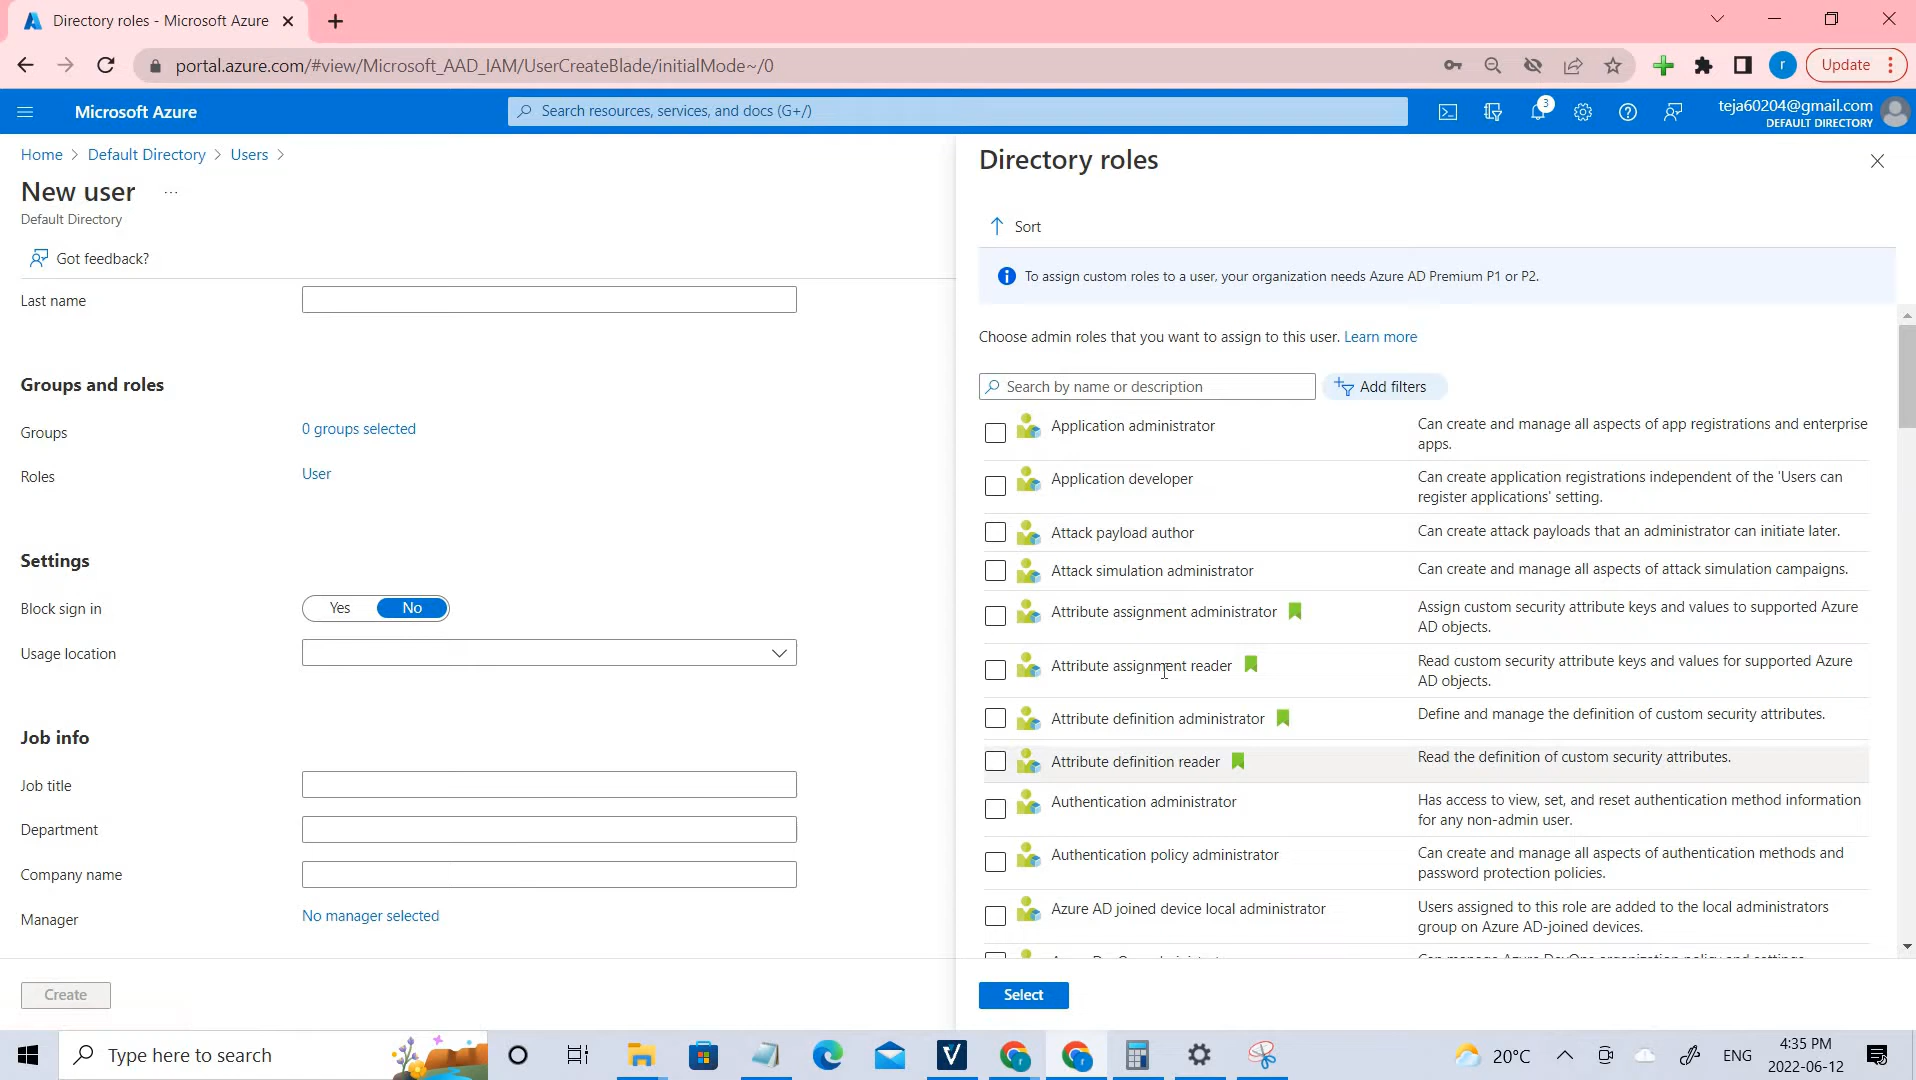 Directory roles - Microsoft Azure
portal.azure.com/#view/Microsoft_AAD_IAM/UserCreateBlade/initialMode~/0
r
Update
Microsoft Azure
Search resources, services, and docs (G+/)
3
teja60204@gmail.com
DEFAULT DIRECTORY
Home > Default Directory > Users >
New user ...
Default Directory
Got feedback?
Last name
Groups and roles
Groups
0 groups selected
Roles
User
Settings
Block sign in
Yes
No
Usage location
Job info
Job title
Department
Company name
Manager
No manager selected
Create
Directory roles
Sort
To assign custom roles to a user, your organization needs Azure AD Premium P1 or P2.
Choose admin roles that you want to assign to this user. Learn more
Search by name or description
Add filters
Application administrator
Can create and manage all aspects of app registrations and enterprise
apps.
Application developer
Can create application registrations independent of the 'Users can
register applications' setting.
Attack payload author
Can create attack payloads that an administrator can initiate later.
Attack simulation administrator
Can create and manage all aspects of attack simulation campaigns.
Attribute assignment administrator
Assign custom security attribute keys and values to supported Azure
AD objects.
Attribute assignment reader
Read custom security attribute keys and values for supported Azure
AD objects.
Attribute definition administrator
Define and manage the definition of custom security attributes.
Attribute definition reader
Read the definition of custom security attributes.
Authentication administrator
Has access to view, set, and reset authentication method information
for any non-admin user.
Authentication policy administrator
Can create and manage all aspects of authentication methods and
password protection policies.
Azure AD joined device local administrator
Users assigned to this role are added to the local administrators
group on Azure AD-joined devices.
Select
Type here to search
V
20°C
ENG
4:35 PM
2022-06-12